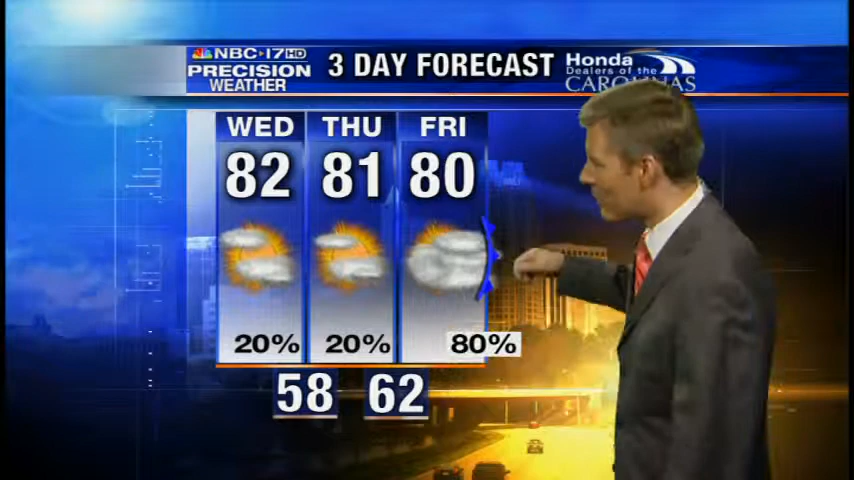 NBC 17 HD
PRECISION
WEATHER
3 DAY FORECAST
Honda
Dealers of the
CAROLINAS
WED THU FRI
82 81 80
20% 20% 80%
58 62